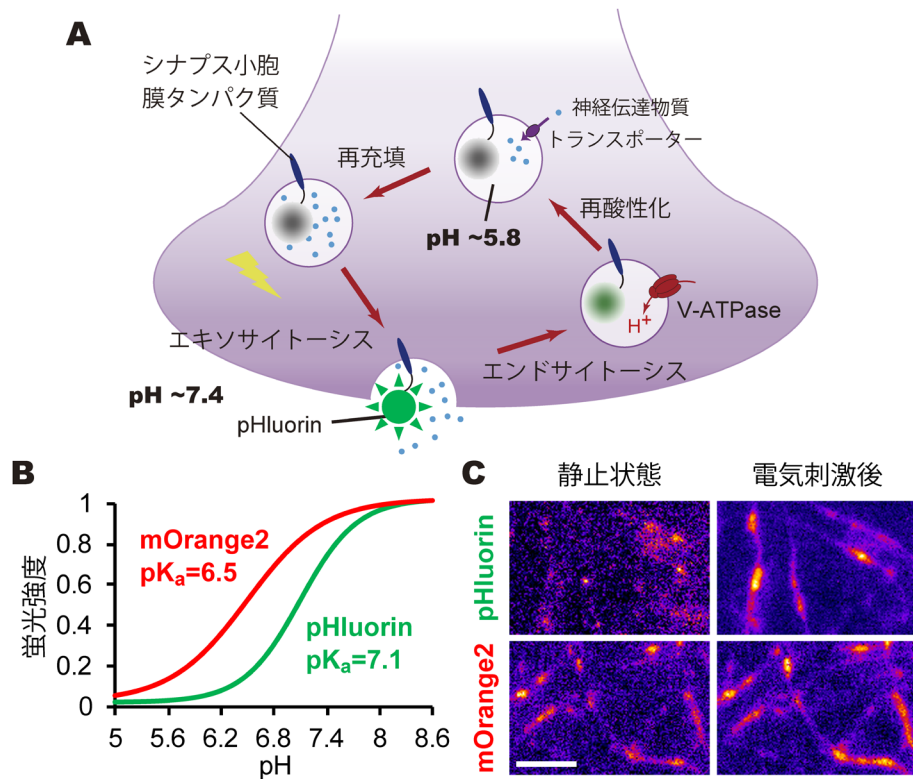 A
シナプス小胞
膜タンパク質
神経伝達物質
トランスポーター
再充填
再酸性化
pH ~5.8
V-ATPase
H+
エキソサイトーシス
エンドサイトーシス
pH ~7.4
pHluorin
B
蛍光強度
1
0.8
0.6
0.4
0.2
0
mOrange2
pKa=6.5
pHluorin
pKa=7.1
5
5.6
6.2
6.8
7.4
8
8.6
pH
C
静止状態
電気刺激後
pHluorin
mOrange2